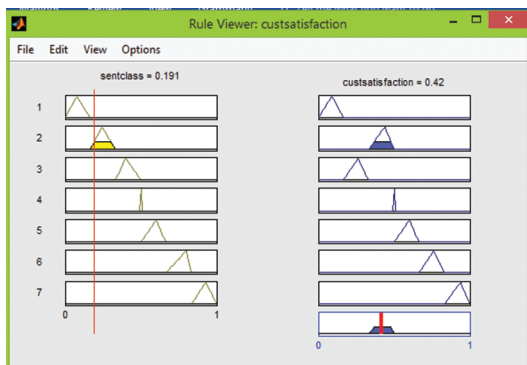 Rule Viewer: custsatisfaction
File Edit View Options
sentclass = 0.191
custsatisfaction = 0.42
1
2
3
4
5
6
7
0 1
0 1